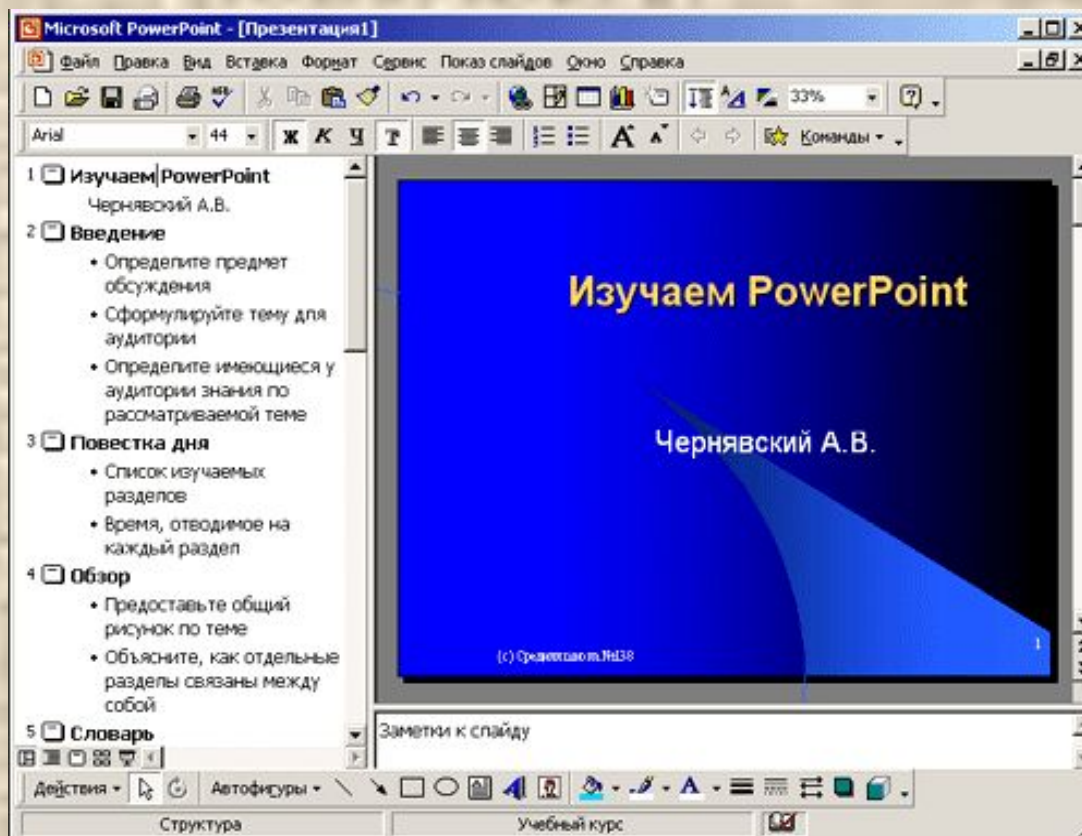 Microsoft PowerPoint - [Презентация1]
Файл Правка Вид Вставка Формат Сервис Показ слайдов Окно Справка
33%
Arial 44 Ж К Ч Команды
1 Изучаем PowerPoint
Чернявский А.В.
2 Введение
• Определите предмет
обсуждения
• Сформулируйте тему для
аудитории
• Определите имеющиеся у
аудитории знания по
рассматриваемой теме
3 Повестка дня
• Список изучаемых
разделов
• Время, отводимое на
каждый раздел
4 Обзор
• Предоставьте общий
рисунок по теме
• Объясните, как отдельные
разделы связаны между
собой
5 Словарь
Изучаем PowerPoint
Чернявский А.В.
(c)
1
Заметки к слайду
Действия Автофигуры
Структура Учебный курс